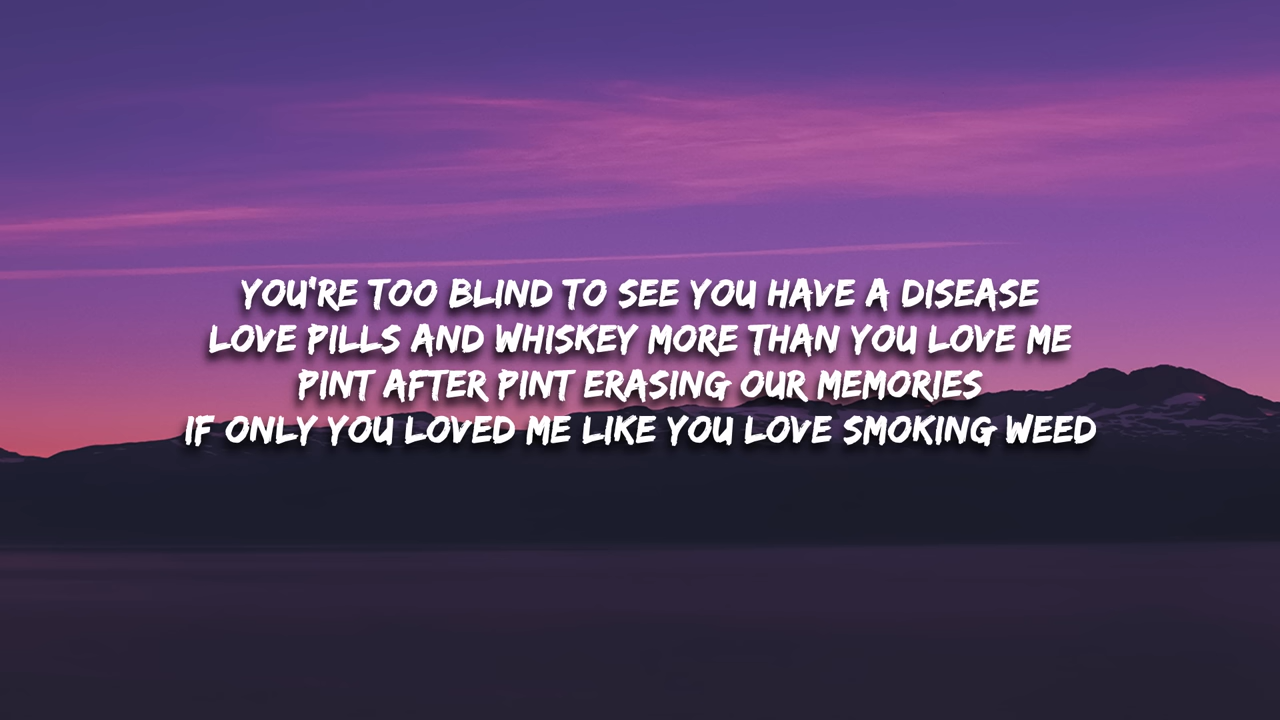 YOU'RE TOO BLIND TO SEE YOU HAVE A DISEASE
LOVE PILLS AND WHISKEY MORE THAN YOU LOVE ME
PINT AFTER PINT ERASING OUR MEMORIES
IF ONLY YOU LOVED ME LIKE YOU LOVE SMOKING WEED